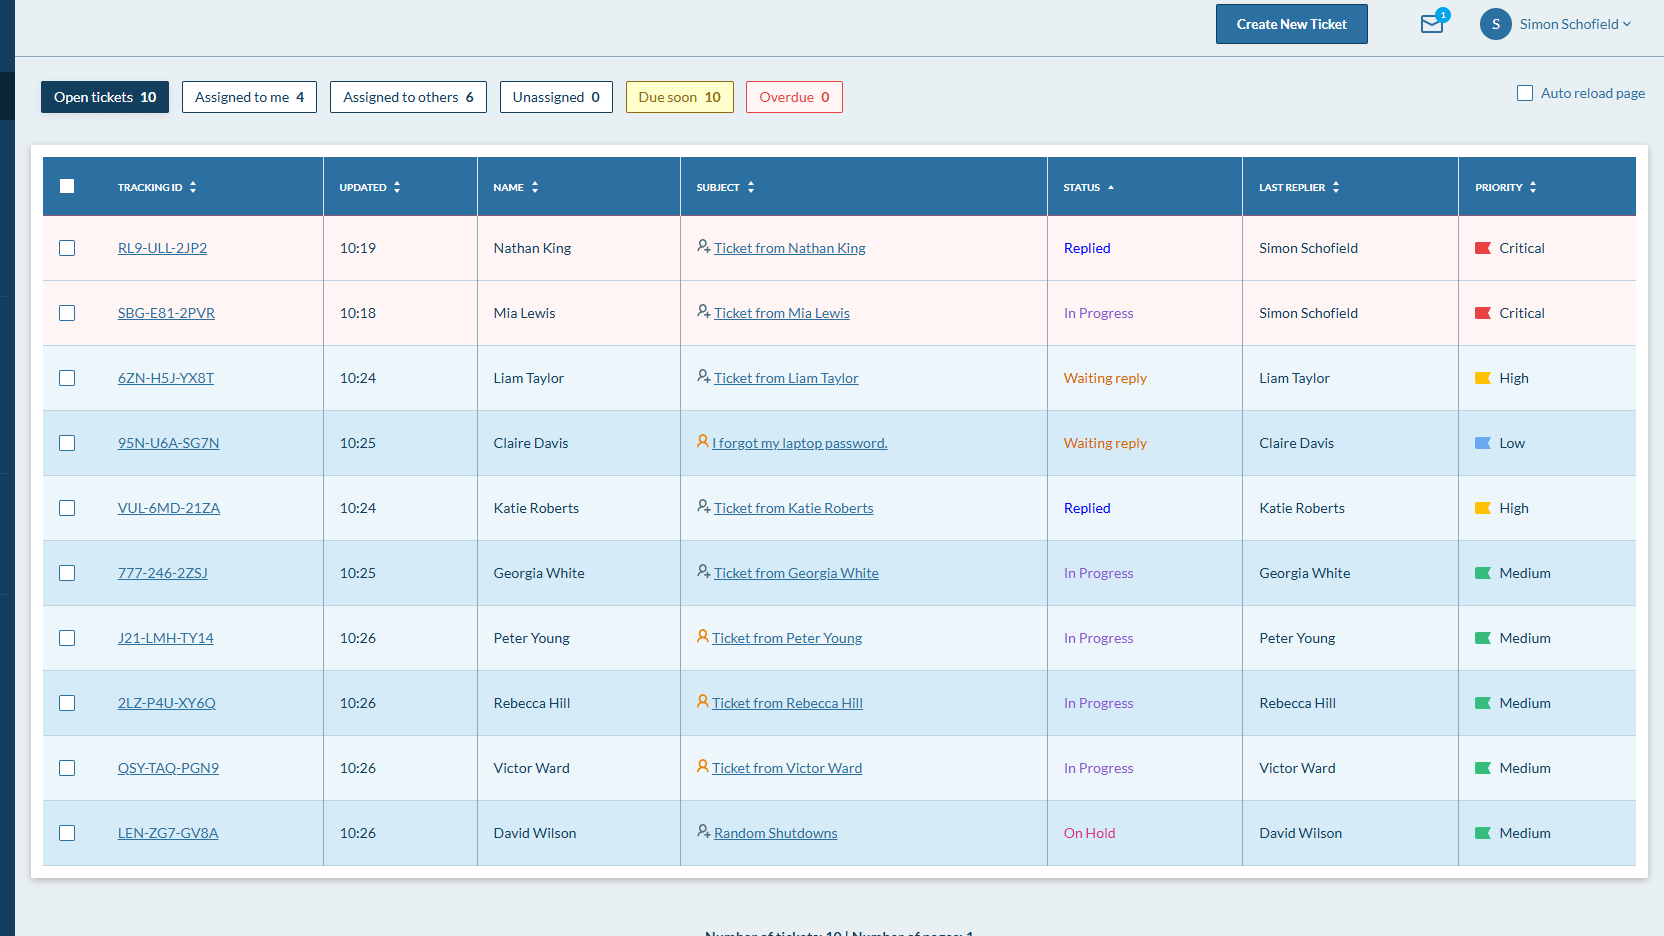 Create New Ticket 1 S Simon Schofield
Open tickets 10 Assigned to me 4 Assigned to others 6 Unassigned 0 Due soon 10 Overdue 0 Auto reload page
TRACKING ID UPDATED NAME SUBJECT STATUS LAST REPLIER PRIORITY
RL9-ULL-2JP2 10:19 Nathan King Ticket from Nathan King Replied Simon Schofield Critical
SBG-E81-2PVR 10:18 Mia Lewis Ticket from Mia Lewis In Progress Simon Schofield Critical
6ZN-H5J-YX8T 10:24 Liam Taylor Ticket from Liam Taylor Waiting reply Liam Taylor High
95N-U6A-SG7N 10:25 Claire Davis I forgot my laptop password. Waiting reply Claire Davis Low
VUL-6MD-21ZA 10:24 Katie Roberts Ticket from Katie Roberts Replied Katie Roberts High
777-246-2ZSJ 10:25 Georgia White Ticket from Georgia White In Progress Georgia White Medium
J21-LMH-TY14 10:26 Peter Young Ticket from Peter Young In Progress Peter Young Medium
2LZ-P4U-XY6Q 10:26 Rebecca Hill Ticket from Rebecca Hill In Progress Rebecca Hill Medium
QSY-TAQ-PGN9 10:26 Victor Ward Ticket from Victor Ward In Progress Victor Ward Medium
LEN-ZG7-GV8A 10:26 David Wilson Random Shutdowns On Hold David Wilson Medium
Number of tickets: 10 | Number of pages: 1